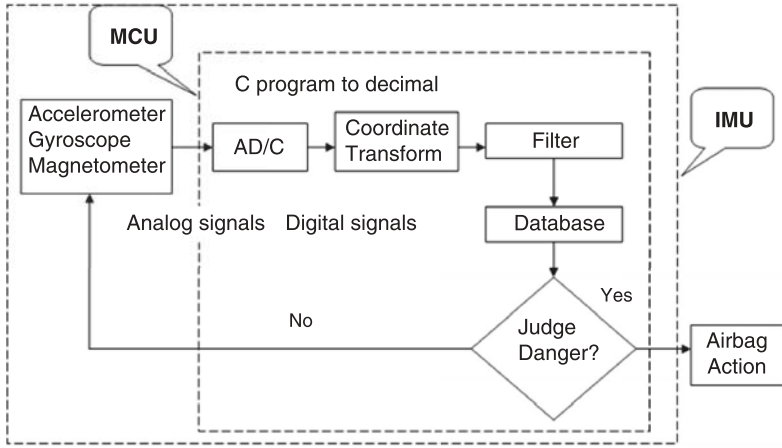 MCU
C program to decimal
IMU
Accelerometer
Gyroscope
Magnetometer
AD/C
Coordinate
Transform
Filter
Analog signals
Digital signals
Database
Yes
No
Judge
Danger?
Airbag
Action